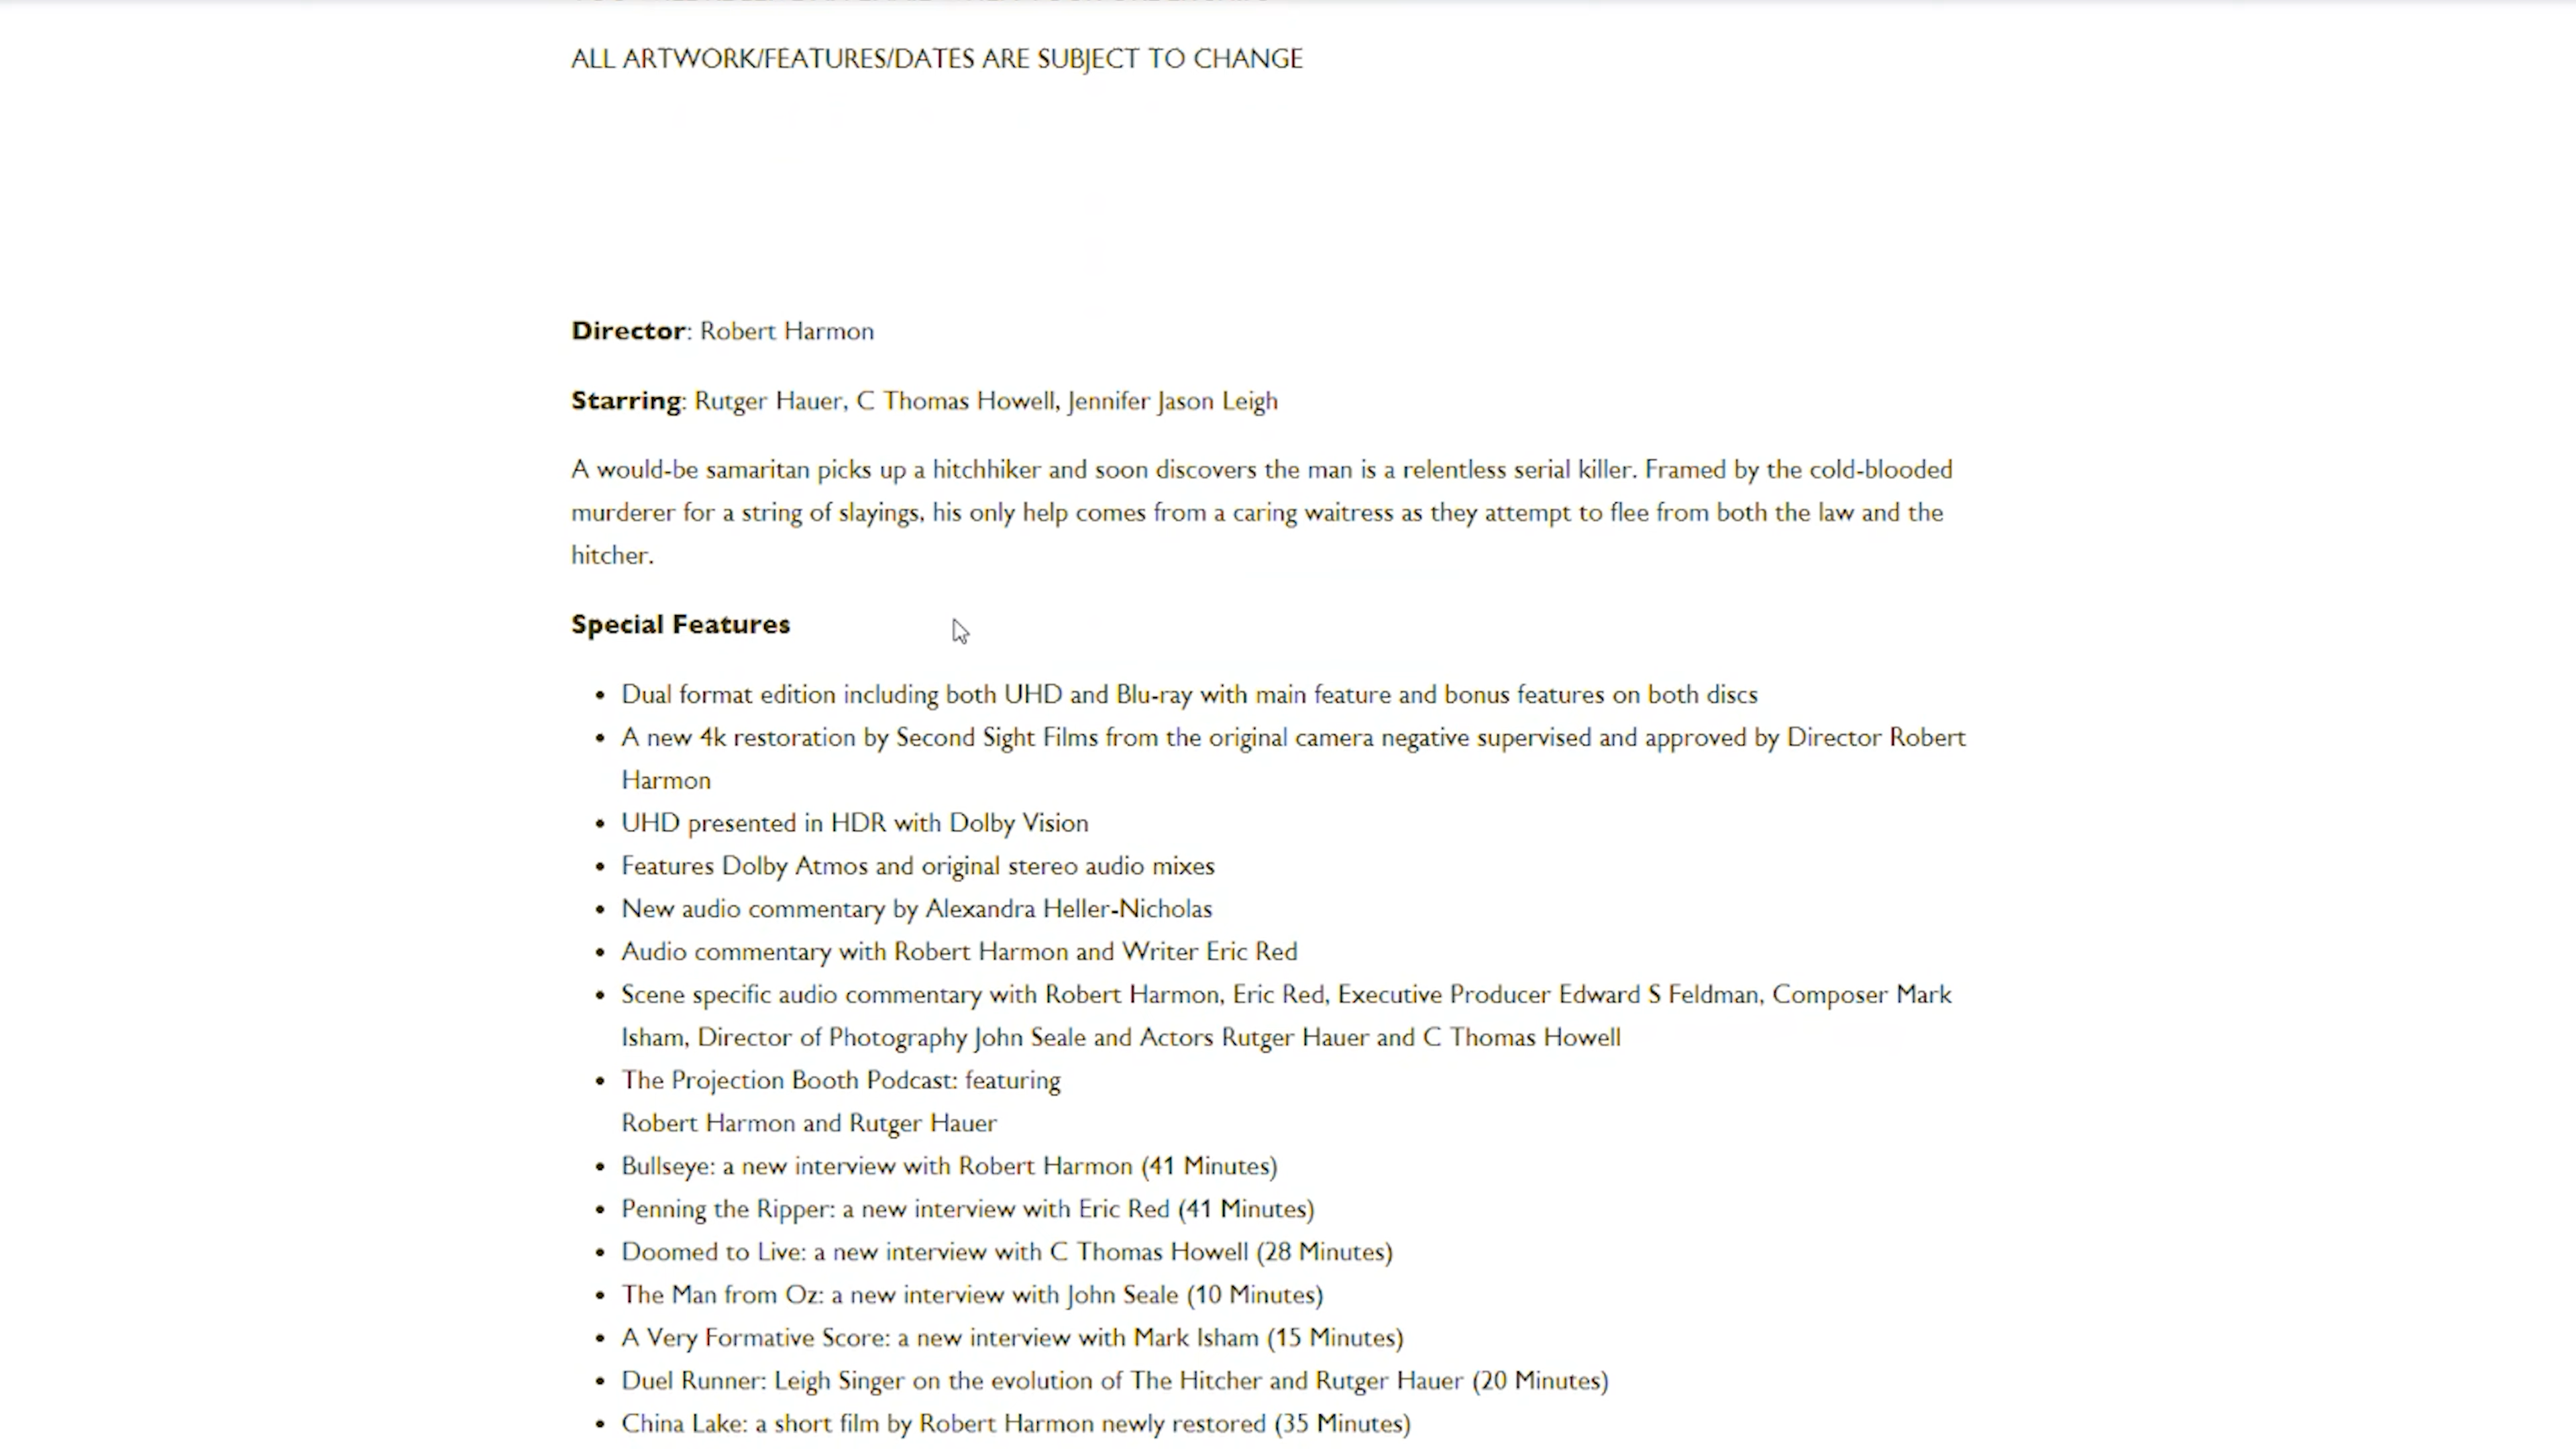 ALL ARTWORK/FEATURES/DATES ARE SUBJECT TO CHANGE
Director: Robert Harmon
Starring: Rutger Hauer, C Thomas Howell, Jennifer Jason Leigh
A would-be samaritan picks up a hitchhiker and soon discovers the man is a relentless serial killer. Framed by the cold-blooded
murderer for a string of slayings, his only help comes from a caring waitress as they attempt to flee from both the law and the
hitcher.
Special Features
• Dual format edition including both UHD and Blu-ray with main feature and bonus features on both discs
• A new 4k restoration by Second Sight Films from the original camera negative supervised and approved by Director Robert
Harmon
• UHD presented in HDR with Dolby Vision
• Features Dolby Atmos and original stereo audio mixes
• New audio commentary by Alexandra Heller-Nicholas
• Audio commentary with Robert Harmon and Writer Eric Red
• Scene specific audio commentary with Robert Harmon, Eric Red, Executive Producer Edward S Feldman, Composer Mark
Isham, Director of Photography John Seale and Actors Rutger Hauer and C Thomas Howell
• The Projection Booth Podcast: featuring
Robert Harmon and Rutger Hauer
• Bullseye: a new interview with Robert Harmon (41 Minutes)
• Penning the Ripper: a new interview with Eric Red (41 Minutes)
• Doomed to Live: a new interview with C Thomas Howell (28 Minutes)
• The Man from Oz: a new interview with John Seale (10 Minutes)
• A Very Formative Score: a new interview with Mark Isham (15 Minutes)
• Duel Runner: Leigh Singer on the evolution of The Hitcher and Rutger Hauer (20 Minutes)
• China Lake: a short film by Robert Harmon newly restored (35 Minutes)